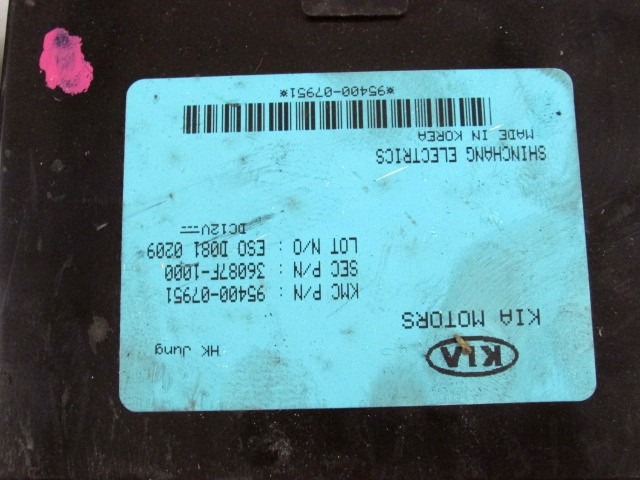 KIA
HK Jung
KIA MOTORS
KMC P/N : 95400-07951
SEC P/N : 36087F-1000
LOT N/O : ESO D081 0209
DC12V
SHINCHANG ELECTRICS
MADE IN KOREA
*95400-07951*